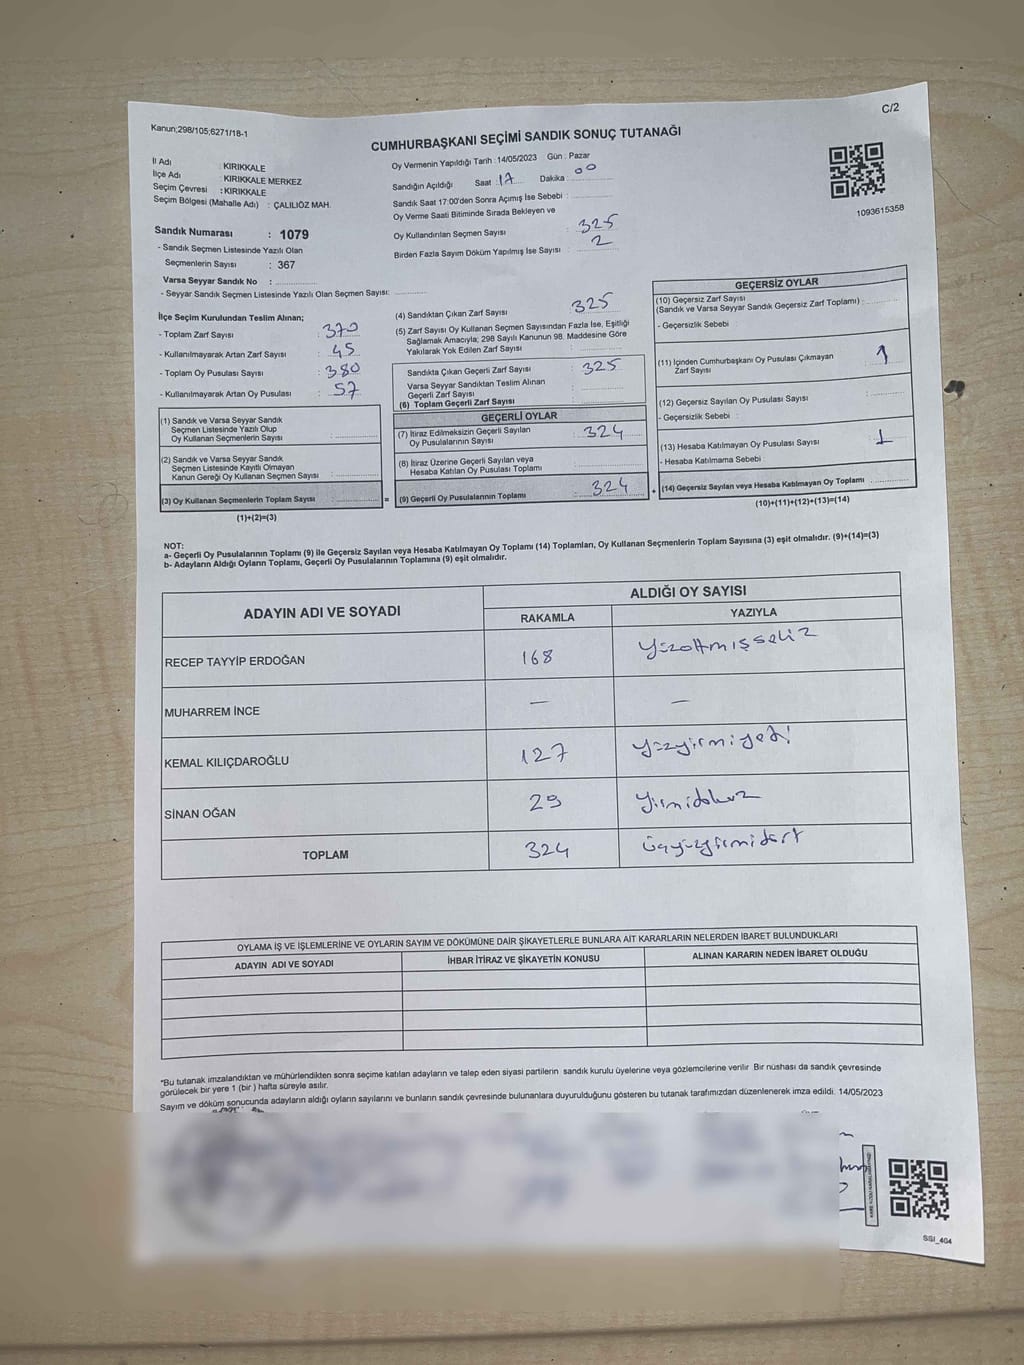 C/2
Kanun;298/105;6271/18-1
CUMHURBAŞKANI SEÇİMİ SANDIK SONUÇ TUTANAĞI
İl Adı : KIRIKKALE
İlçe Adı : KIRIKKALE MERKEZ
Seçim Çevresi : KIRIKKALE
Seçim Bölgesi (Mahalle Adı) : ÇALILIÖZ MAH.
Sandık Numarası : 1079
- Sandık Seçmen Listesinde Yazılı Olan
Seçmenlerin Sayısı : 367
Varsa Seyyar Sandık No :
- Seyyar Sandık Seçmen Listesinde Yazılı Olan Seçmen Sayısı:
Oy Vermenin Yapıldığı Tarih : 14/05/2023 Gün : Pazar
Sandığın Açıldığı Saat : 17 Dakika : 00
Sandık Saat 17:00'den Sonra Açımış İse Sebebi :
Oy Verme Saati Bitiminde Sırada Bekleyen ve
Oy Kullandırılan Seçmen Sayısı : 325
Birden Fazla Sayım Döküm Yapılmış İse Sayısı : 2
1093615358
İlçe Seçim Kurulundan Teslim Alınan;
- Toplam Zarf Sayısı : 370
- Kullanılmayarak Artan Zarf Sayısı : 45
- Toplam Oy Pusulası Sayısı : 380
- Kullanılmayarak Artan Oy Pusulası : 57
(1) Sandık ve Varsa Seyyar Sandık
Seçmen Listesinde Yazılı Olup
Oy Kullanan Seçmenlerin Sayısı :
(2) Sandık ve Varsa Seyyar Sandık
Seçmen Listesinde Kayıtlı Olmayan
Kanun Gereği Oy Kullanan Seçmen Sayısı :
(3) Oy Kullanan Seçmenlerin Toplam Sayısı :
(1)+(2)=(3)
(4) Sandıktan Çıkan Zarf Sayısı : 325
(5) Zarf Sayısı Oy Kullanan Seçmen Sayısından Fazla İse, Eşitliği
Sağlamak Amacıyla; 298 Sayılı Kanunun 98. Maddesine Göre
Yakılarak Yok Edilen Zarf Sayısı :
Sandıkta Çıkan Geçerli Zarf Sayısı : 325
Varsa Seyyar Sandıktan Teslim Alınan
Geçerli Zarf Sayısı :
(6) Toplam Geçerli Zarf Sayısı :
=
GEÇERLİ OYLAR
(7) İtiraz Edilmeksizin Geçerli Sayılan
Oy Pusulalarının Sayısı : 324
(8) İtiraz Üzerine Geçerli Sayılan veya
Hesaba Katılan Oy Pusulası Toplamı :
(9) Geçerli Oy Pusulalarının Toplamı : 324
+
GEÇERSİZ OYLAR
(10) Geçersiz Zarf Sayısı
(Sandık ve Varsa Seyyar Sandık Geçersiz Zarf Toplamı) :
- Geçersizlik Sebebi
(11) İçinden Cumhurbaşkanı Oy Pusulası Çıkmayan
Zarf Sayısı : 1
(12) Geçersiz Sayılan Oy Pusulası Sayısı :
- Geçersizlik Sebebi :
(13) Hesaba Katılmayan Oy Pusulası Sayısı : 1
- Hesaba Katılmama Sebebi :
(14) Geçersiz Sayılan veya Hesaba Katılmayan Oy Toplamı :
(10)+(11)+(12)+(13)=(14)
NOT:
a- Geçerli Oy Pusulalarının Toplamı (9) ile Geçersiz Sayılan veya Hesaba Katılmayan Oy Toplamı (14) Toplamları, Oy Kullanan Seçmenlerin Toplam Sayısına (3) eşit olmalıdır. (9)+(14)=(3)
b- Adayların Aldığı Oyların Toplamı, Geçerli Oy Pusulalarının Toplamına (9) eşit olmalıdır.
ADAYIN ADI VE SOYADI
ALDIĞI OY SAYISI
RAKAMLA YAZIYLA
RECEP TAYYİP ERDOĞAN 168 Yüzaltmışsekiz
MUHARREM İNCE — —
KEMAL KILIÇDAROĞLU 127 yüzyirmiyedi
SİNAN OĞAN 29 Yirmidokuz
TOPLAM 324 üçyüzyirmidört
OYLAMA İŞ VE İŞLEMLERİNE VE OYLARIN SAYIM VE DÖKÜMÜNE DAİR ŞİKAYETLERLE BUNLARA AİT KARARLARIN NELERDEN İBARET BULUNDUKLARI
ADAYIN ADI VE SOYADI İHBAR İTİRAZ VE ŞİKAYETİN KONUSU ALINAN KARARIN NEDEN İBARET OLDUĞU
*Bu tutanak imzalandıktan ve mühürlendikten sonra seçime katılan adayların ve talep eden siyasi partilerin sandık kurulu üyelerine veya gözlemcilerine verilir Bir nüshası da sandık çevresinde
görülecek bir yere 1 (bir ) hafta süreyle asılır.
Sayım ve döküm sonucunda adayların aldığı oyların sayılarını ve bunların sandık çevresinde bulunanlara duyurulduğunu gösteren bu tutanak tarafımızdan düzenlenerek imza edildi. 14/05/2023
SSI_404